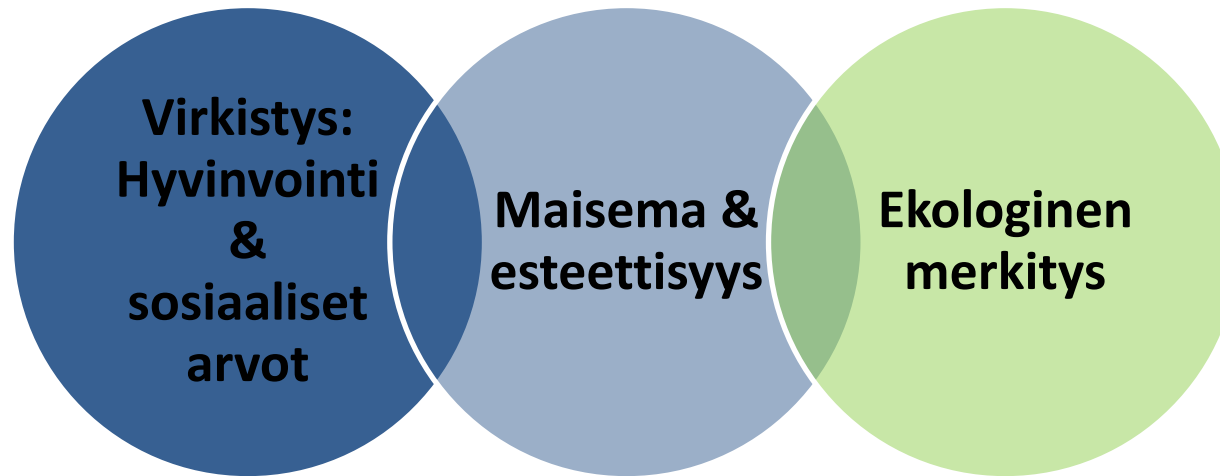 Virkistys:
Hyvinvointi
&
sosiaaliset
arvot
Maisema &
esteettisyys
Ekologinen
merkitys